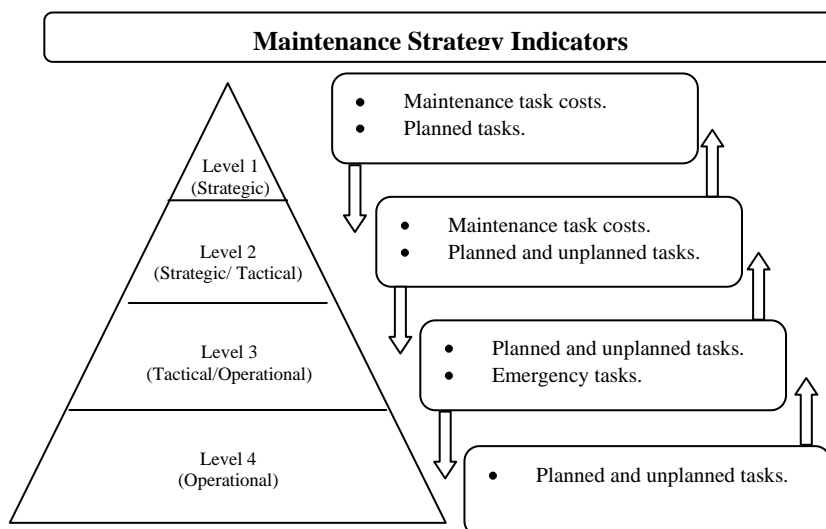 Maintenance Strategy Indicators
Level 1
(Strategic)
Level 2
(Strategic/ Tactical)
Level 3
(Tactical/Operational)
Level 4
(Operational)
• Maintenance task costs.
• Planned tasks.
• Maintenance task costs.
• Planned and unplanned tasks.
• Planned and unplanned tasks.
• Emergency tasks.
• Planned and unplanned tasks.